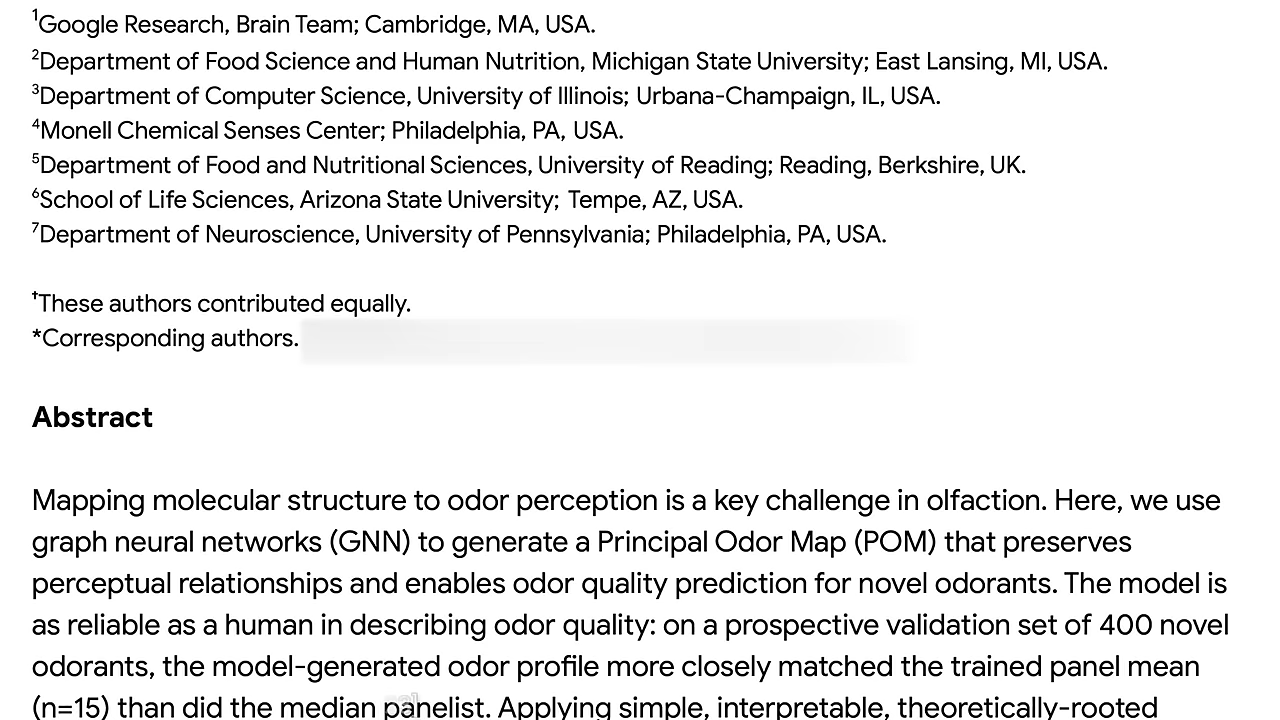 ¹Google Research, Brain Team; Cambridge, MA, USA.
²Department of Food Science and Human Nutrition, Michigan State University; East Lansing, MI, USA.
³Department of Computer Science, University of Illinois; Urbana-Champaign, IL, USA.
⁴Monell Chemical Senses Center; Philadelphia, PA, USA.
⁵Department of Food and Nutritional Sciences, University of Reading; Reading, Berkshire, UK.
⁶School of Life Sciences, Arizona State University; Tempe, AZ, USA.
⁷Department of Neuroscience, University of Pennsylvania; Philadelphia, PA, USA.
†These authors contributed equally.
*Corresponding authors.
Abstract
Mapping molecular structure to odor perception is a key challenge in olfaction. Here, we use
graph neural networks (GNN) to generate a Principal Odor Map (POM) that preserves
perceptual relationships and enables odor quality prediction for novel odorants. The model is
as reliable as a human in describing odor quality: on a prospective validation set of 400 novel
odorants, the model-generated odor profile more closely matched the trained panel mean
(n=15) than did the median panelist. Applying simple, interpretable, theoretically-rooted